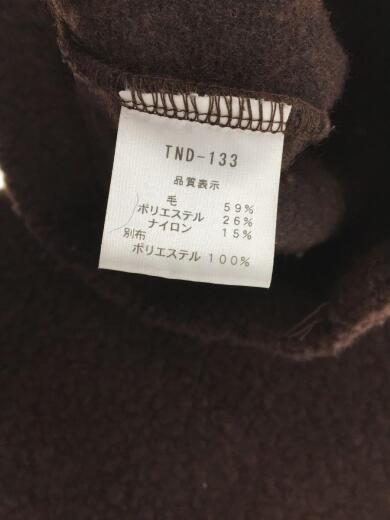 TND-133
品質表示
毛 59%
ポリエステル 26%
ナイロン 15%
別布
ポリエステル 100%